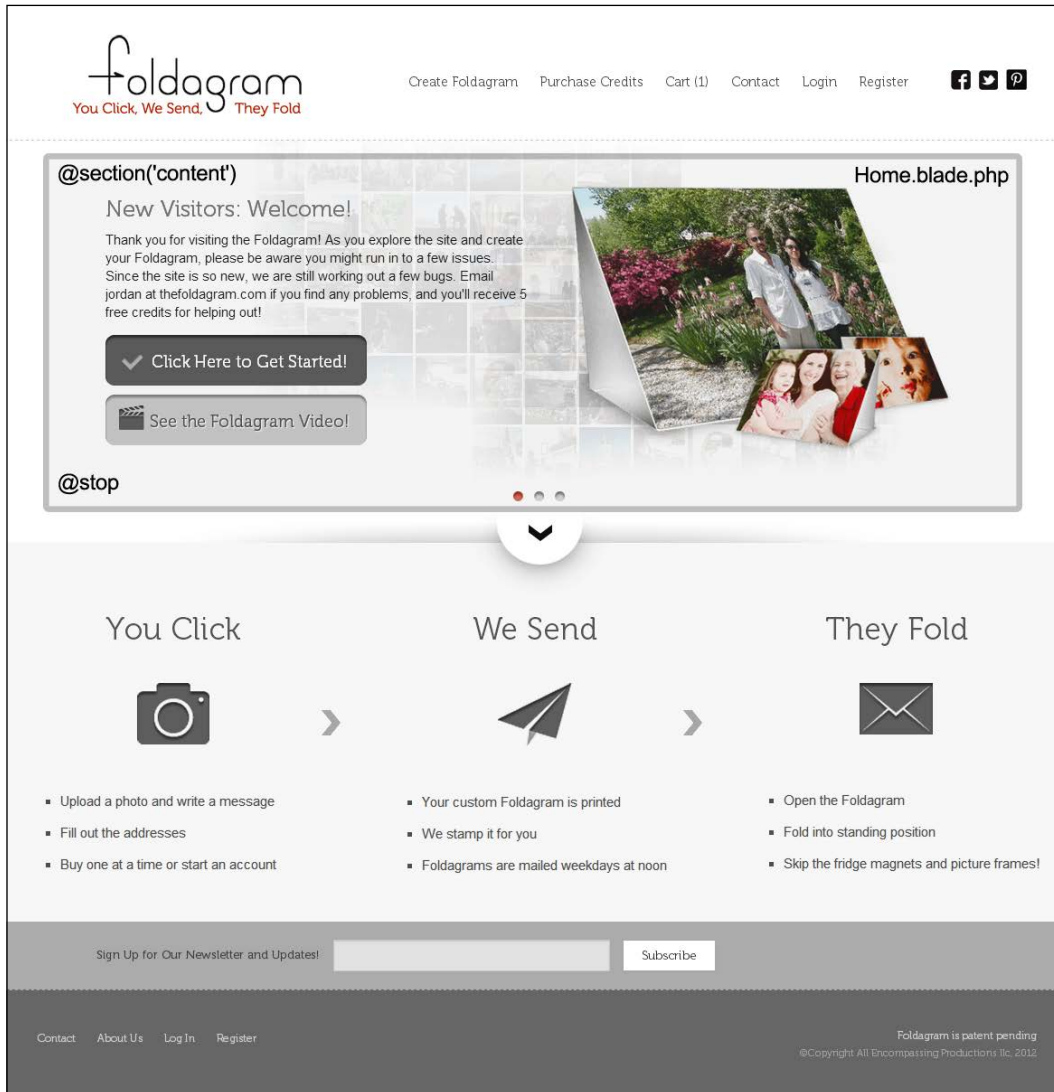 foldagram
You Click, We Send, They Fold
Create Foldagram Purchase Credits Cart (1) Contact Login Register
@section('content')
Home.blade.php
New Visitors: Welcome!
Thank you for visiting the Foldagram! As you explore the site and create
your Foldagram, please be aware you might run in to a few issues.
Since the site is so new, we are still working out a few bugs. Email
jordan at thefoldagram.com if you find any problems, and you'll receive 5
free credits for helping out!
Click Here to Get Started!
See the Foldagram Video!
@stop
You Click
Upload a photo and write a message
Fill out the addresses
Buy one at a time or start an account
We Send
Your custom Foldagram is printed
We stamp it for you
Foldagrams are mailed weekdays at noon
They Fold
Open the Foldagram
Fold into standing position
Skip the fridge magnets and picture frames!
Sign Up for Our Newsletter and Updates!
Subscribe
Contact About Us Log In Register
Foldagram is patent pending
©Copyright All Encompassing Productions llc, 2012